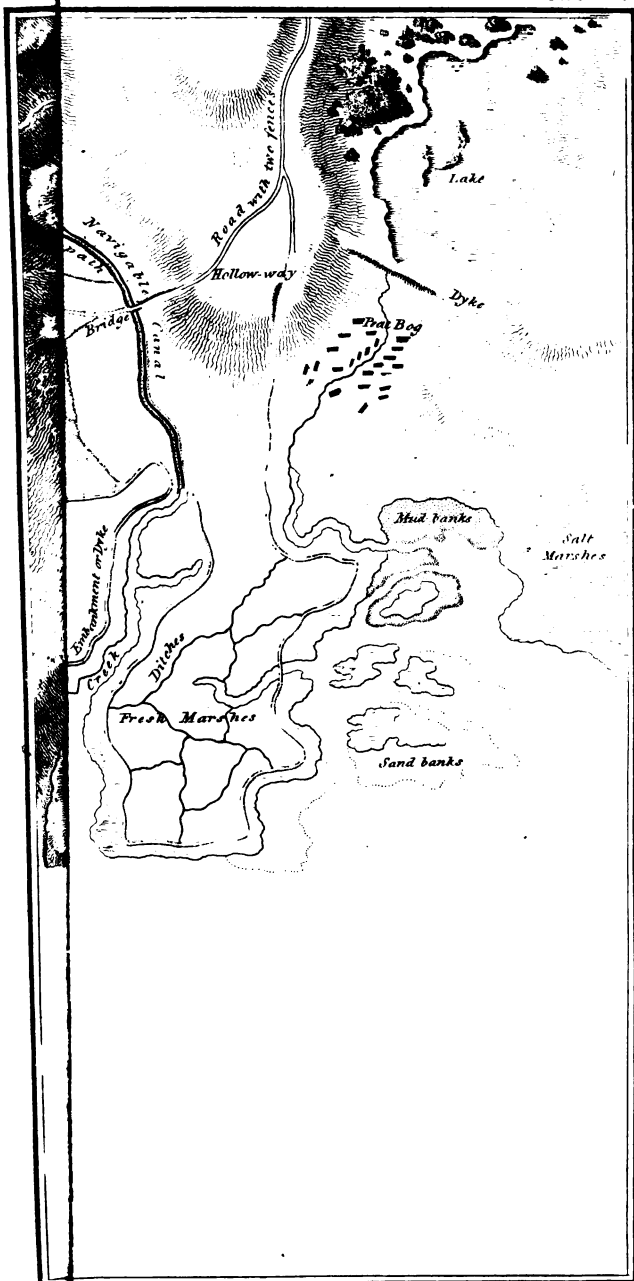 Road with two fences
Lake
Navigable
path
Hollow-way
Dyke
Bridge
Canal
Peat Bog
Mud banks
Salt
Marshes
Embankment or Dyke
Ditches
Creek
Fresh Marshes
Sand banks